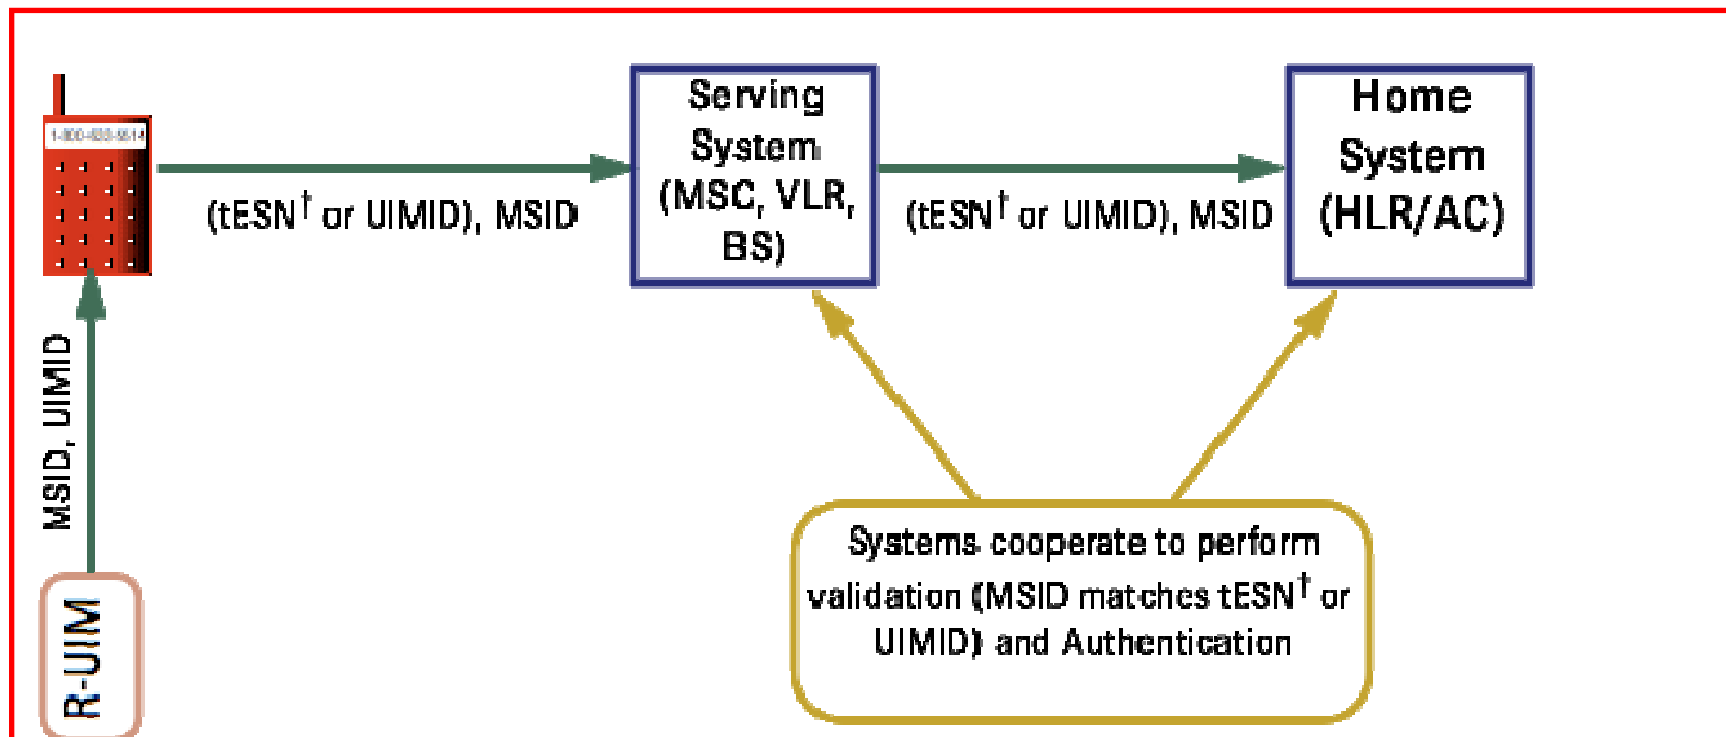 Serving
System
(MSC, VLR,
BS)
Home
System
(HLR/AC)
(tESN† or UIMID), MSID
(tESN† or UIMID), MSID
MSID, UIMID
R-UIM
Systems cooperate to perform
validation (MSID matches tESN† or
UIMID) and Authentication